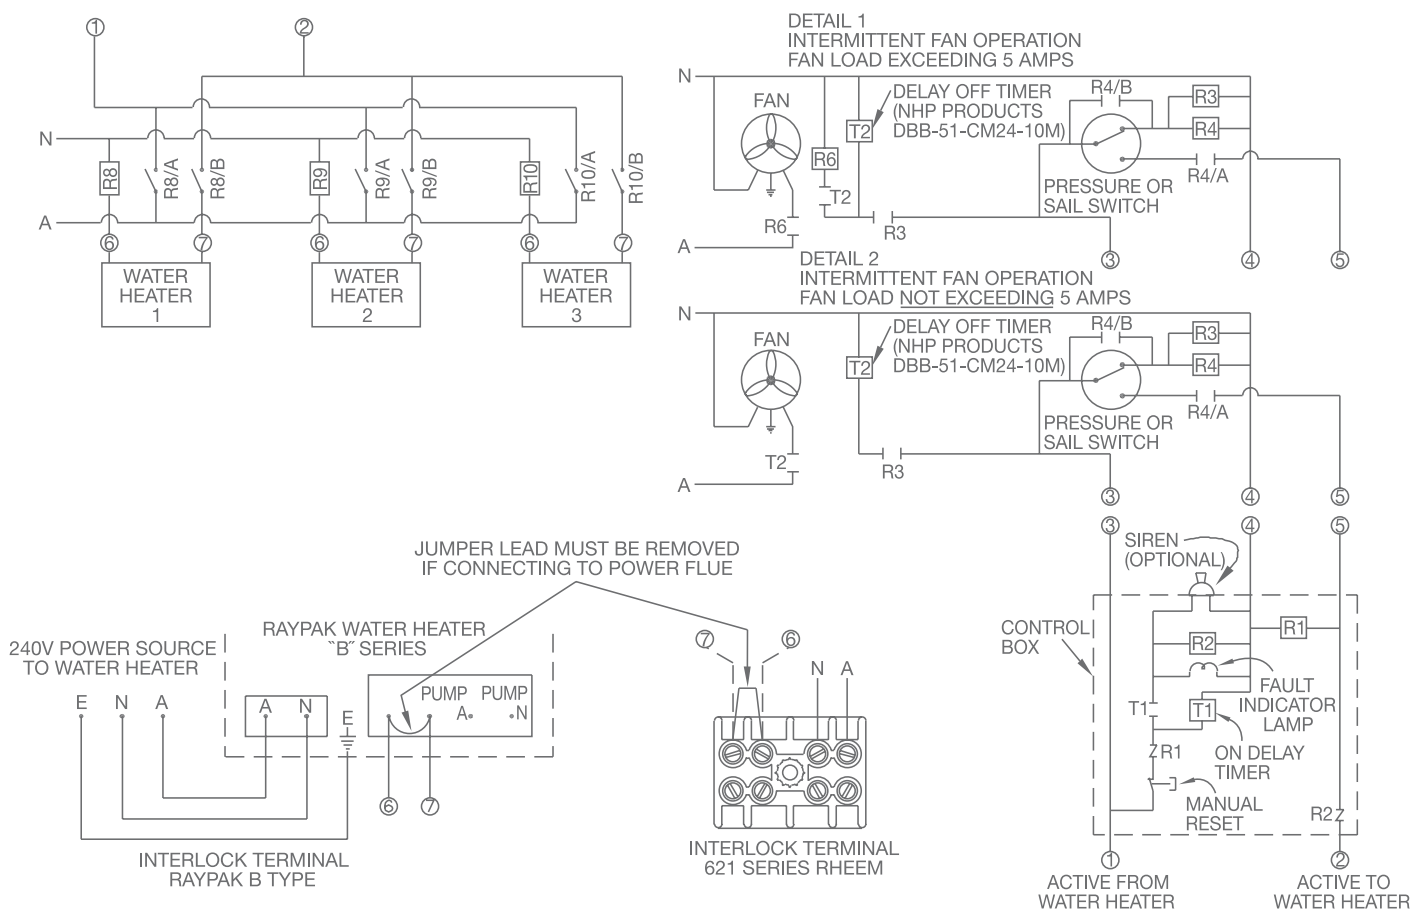 1
2
N
R8
R8/A
R8/B
R9
R9/A
R9/B
R10
R10/A
R10/B
A
6
7
6
7
6
7
WATER
HEATER
1
WATER
HEATER
2
WATER
HEATER
3
DETAIL 1
INTERMITTENT FAN OPERATION
FAN LOAD EXCEEDING 5 AMPS
N
FAN
DELAY OFF TIMER
(NHP PRODUCTS
DBB-51-CM24-10M)
T2
R6
T2
R6
R3
A
R4/B
R3
R4
R4/A
PRESSURE OR
SAIL SWITCH
3
4
5
DETAIL 2
INTERMITTENT FAN OPERATION
FAN LOAD NOT EXCEEDING 5 AMPS
N
FAN
DELAY OFF TIMER
(NHP PRODUCTS
DBB-51-CM24-10M)
T2
T2
R3
A
R4/B
R3
R4
R4/A
PRESSURE OR
SAIL SWITCH
3
4
5
3
4
5
SIREN
(OPTIONAL)
CONTROL
BOX
R1
R2
FAULT
INDICATOR
LAMP
T1
T1
ON DELAY
TIMER
R1
MANUAL
RESET
R2
1
2
ACTIVE FROM
WATER HEATER
ACTIVE TO
WATER HEATER
JUMPER LEAD MUST BE REMOVED
IF CONNECTING TO POWER FLUE
240V POWER SOURCE
TO WATER HEATER
E N A
RAYPAK WATER HEATER
"B" SERIES
A N
E
PUMP PUMP
A N
6
7
INTERLOCK TERMINAL
RAYPAK B TYPE
7
6
N A
INTERLOCK TERMINAL
621 SERIES RHEEM